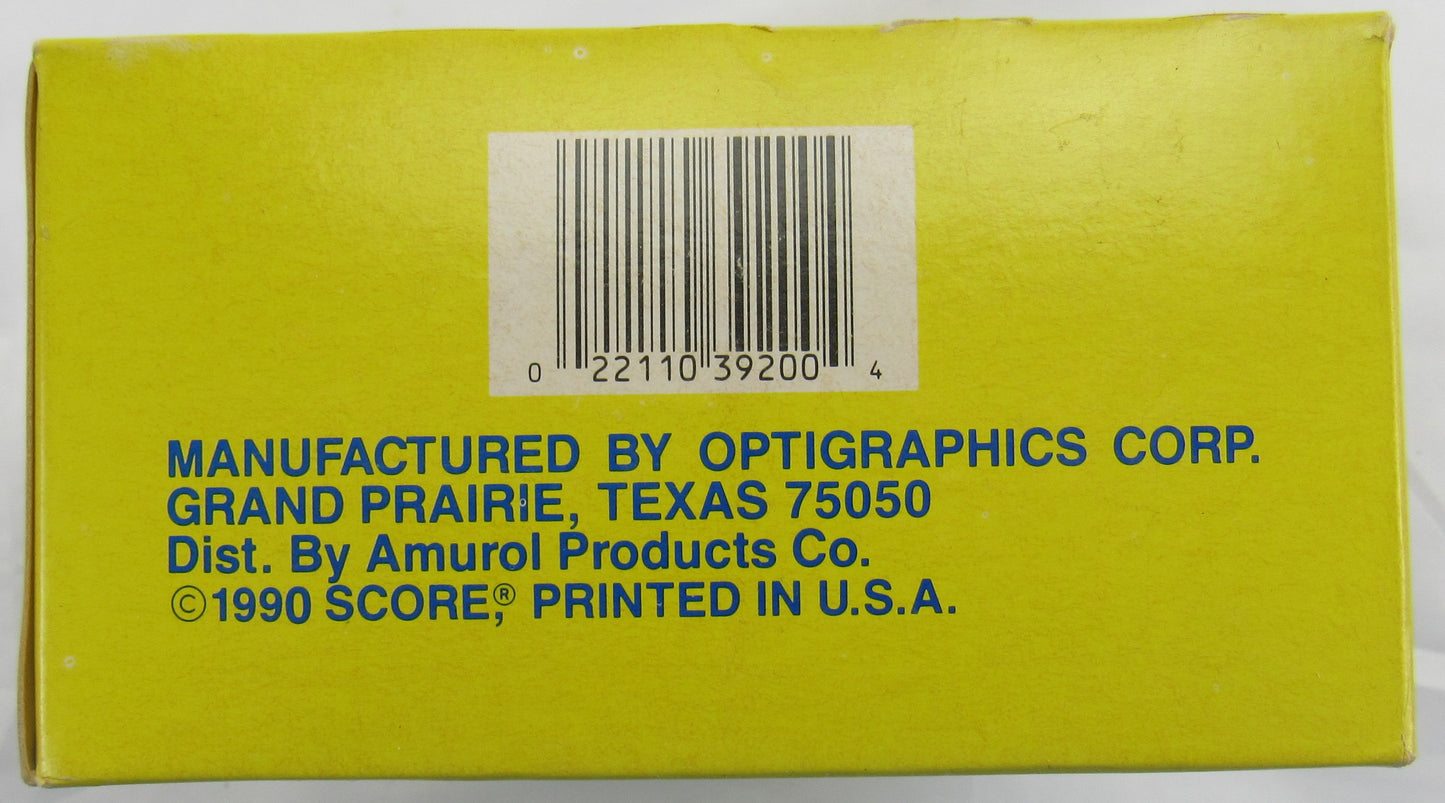 0 22110 39200 4
MANUFACTURED BY OPTIGRAPHICS CORP.
GRAND PRAIRIE, TEXAS 75050
Dist. By Amurol Products Co.
©1990 SCORE,® PRINTED IN U.S.A.